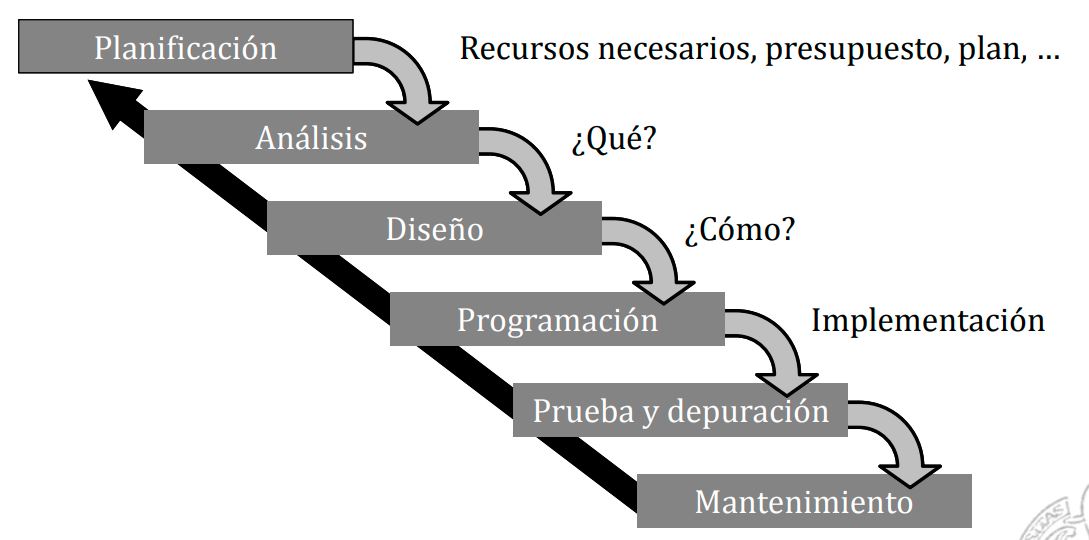 Planificación
Recursos necesarios, presupuesto, plan, …
Análisis
¿Qué?
Diseño
¿Cómo?
Programación
Implementación
Prueba y depuración
Mantenimiento